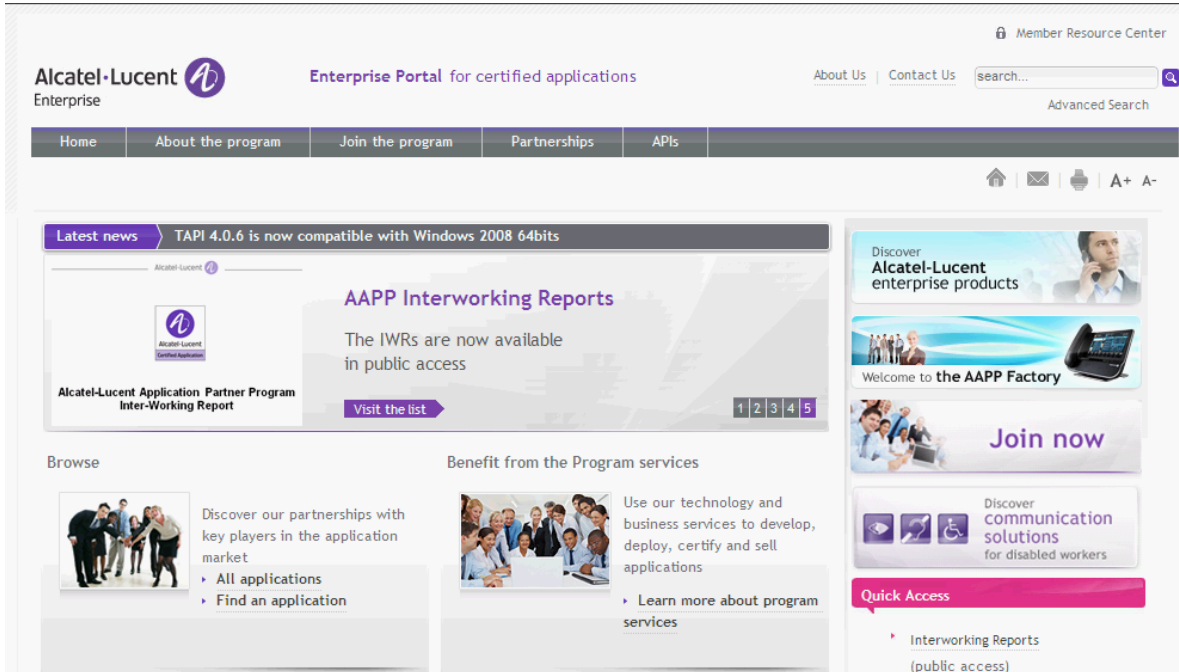 Member Resource Center
Alcatel·Lucent
Enterprise
Enterprise Portal for certified applications
About Us | Contact Us
search...
Advanced Search
Home
About the program
Join the program
Partnerships
APIs
A+ A-
Latest news
TAPI 4.0.6 is now compatible with Windows 2008 64bits
Alcatel·Lucent
Alcatel·Lucent
Certified Application
Alcatel-Lucent Application Partner Program
Inter-Working Report
AAPP Interworking Reports
The IWRs are now available
in public access
Visit the list
1 2 3 4 5
Discover
Alcatel-Lucent
enterprise products
Welcome to the AAPP Factory
Join now
Discover
communication
solutions
for disabled workers
Browse
Discover our partnerships with
key players in the application
market
All applications
Find an application
Benefit from the Program services
Use our technology and
business services to develop,
deploy, certify and sell
applications
Learn more about program
services
Quick Access
Interworking Reports
(public access)